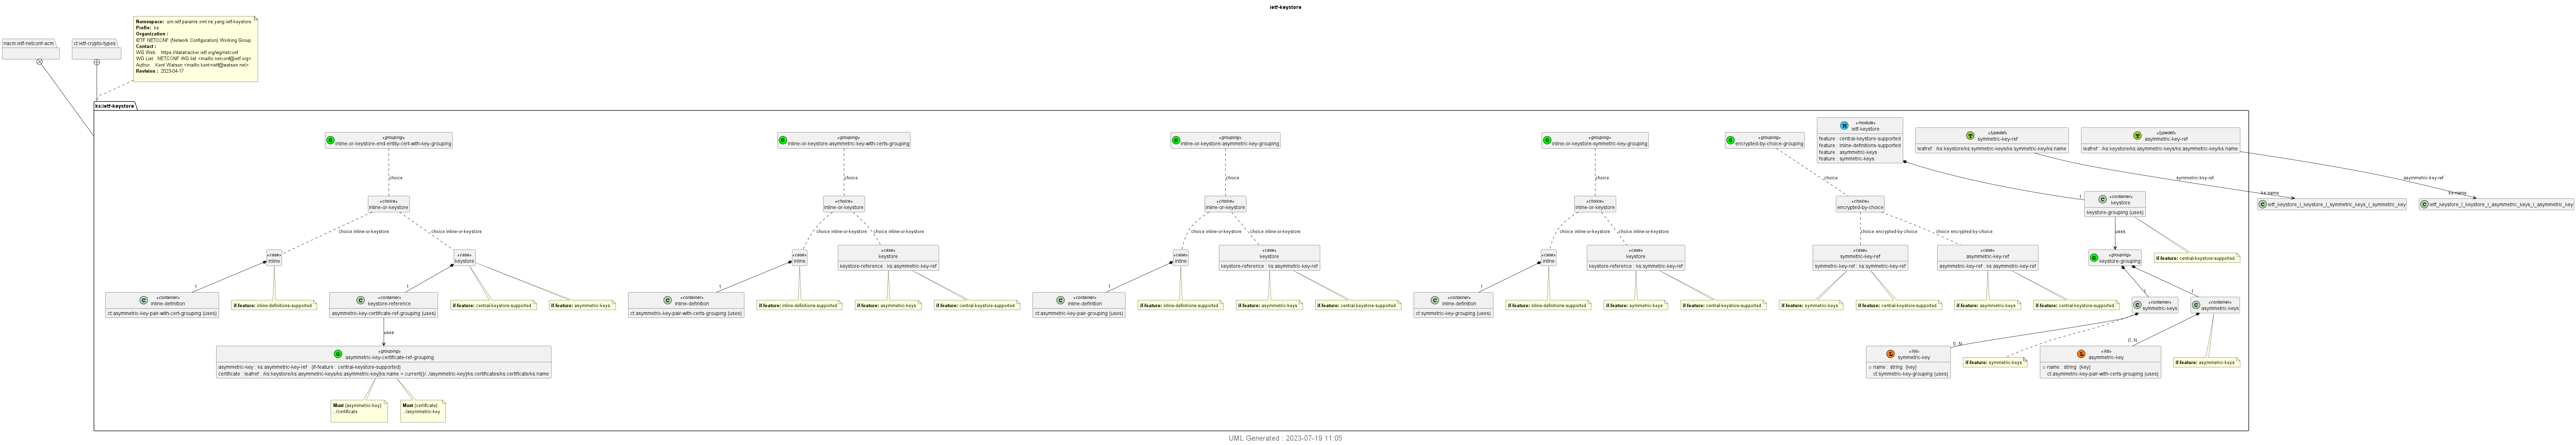 ietf-keystore
Namespace: urn:ietf:params:xml:ns:yang:ietf-keystore
Prefix: ks
Organization :
IETF NETCONF (Network Configuration) Working Group
Contact :
WG Web: https://datatracker.ietf.org/wg/netconf
WG List: NETCONF WG list <mailto:netconf@ietf.org>
Author: Kent Watsen <mailto:kent+ietf@watsen.net>
Revision : 2023-04-17
nacm:ietf-netconf-acm
ct:ietf-crypto-types
ks:ietf-keystore
«grouping»
inline-or-keystore-end-entity-cert-with-key-grouping
«grouping»
inline-or-keystore-asymmetric-key-with-certs-grouping
«grouping»
inline-or-keystore-asymmetric-key-grouping
«grouping»
inline-or-keystore-symmetric-key-grouping
«grouping»
encrypted-by-choice-grouping
«module»
ietf-keystore
feature : central-keystore-supported
feature : inline-definitions-supported
feature : asymmetric-keys
feature : symmetric-keys
«typedef»
symmetric-key-ref
leafref : /ks:keystore/ks:symmetric-keys/ks:symmetric-key/ks:name
«typedef»
asymmetric-key-ref
leafref : /ks:keystore/ks:asymmetric-keys/ks:asymmetric-key/ks:name
choice
choice
choice
choice
choice
symmetric-key-ref
asymmetric-key-ref
ks:name
ks:name
1
«choice»
inline-or-keystore
«choice»
inline-or-keystore
«choice»
inline-or-keystore
«choice»
inline-or-keystore
«choice»
encrypted-by-choice
«container»
keystore
keystore-grouping (uses)
ietf_keystore_I_keystore_I_symmetric_keys_I_symmetric_key
ietf_keystore_I_keystore_I_asymmetric_keys_I_asymmetric_key
choice inline-or-keystore
choice inline-or-keystore
choice inline-or-keystore
choice inline-or-keystore
choice inline-or-keystore
choice inline-or-keystore
choice inline-or-keystore
choice inline-or-keystore
choice encrypted-by-choice
choice encrypted-by-choice
uses
«case»
inline
«case»
keystore
«case»
inline
«case»
keystore
keystore-reference : ks:asymmetric-key-ref
«case»
inline
«case»
keystore
keystore-reference : ks:asymmetric-key-ref
«case»
inline
«case»
keystore
keystore-reference : ks:symmetric-key-ref
«case»
symmetric-key-ref
symmetric-key-ref : ks:symmetric-key-ref
«case»
asymmetric-key-ref
asymmetric-key-ref : ks:asymmetric-key-ref
«grouping»
keystore-grouping
if-feature: central-keystore-supported
1
1
1
1
1
1
1
«container»
inline-definition
ct:asymmetric-key-pair-with-cert-grouping (uses)
if-feature: inline-definitions-supported
«container»
keystore-reference
asymmetric-key-certificate-ref-grouping (uses)
if-feature: central-keystore-supported
if-feature: asymmetric-keys
«container»
inline-definition
ct:asymmetric-key-pair-with-certs-grouping (uses)
if-feature: inline-definitions-supported
if-feature: asymmetric-keys
if-feature: central-keystore-supported
«container»
inline-definition
ct:asymmetric-key-pair-grouping (uses)
if-feature: inline-definitions-supported
if-feature: asymmetric-keys
if-feature: central-keystore-supported
«container»
inline-definition
ct:symmetric-key-grouping (uses)
if-feature: inline-definitions-supported
if-feature: symmetric-keys
if-feature: central-keystore-supported
if-feature: symmetric-keys
if-feature: central-keystore-supported
if-feature: asymmetric-keys
if-feature: central-keystore-supported
«container»
symmetric-keys
«container»
asymmetric-keys
uses
0..N
0..N
«grouping»
asymmetric-key-certificate-ref-grouping
asymmetric-key : ks:asymmetric-key-ref (if-feature : central-keystore-supported)
certificate : leafref : /ks:keystore/ks:asymmetric-keys/ks:asymmetric-key[ks:name = current()/../asymmetric-key]/ks:certificates/ks:certificate/ks:name
«list»
symmetric-key
name : string {key}
ct:symmetric-key-grouping (uses)
if-feature: symmetric-keys
«list»
asymmetric-key
name : string {key}
ct:asymmetric-key-pair-with-certs-grouping (uses)
if-feature: asymmetric-keys
Must (asymmetric-key):
../certificate
Must (certificate):
../asymmetric-key
UML Generated : 2023-07-19 11:05